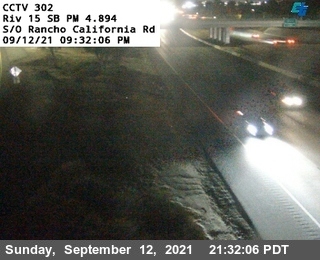 CCTV 302
Riv 15 SB PM 4.894
S/O Rancho California Rd
09/12/21 09:32:06 PM
Sunday, September 12, 2021 21:32:06 PDT